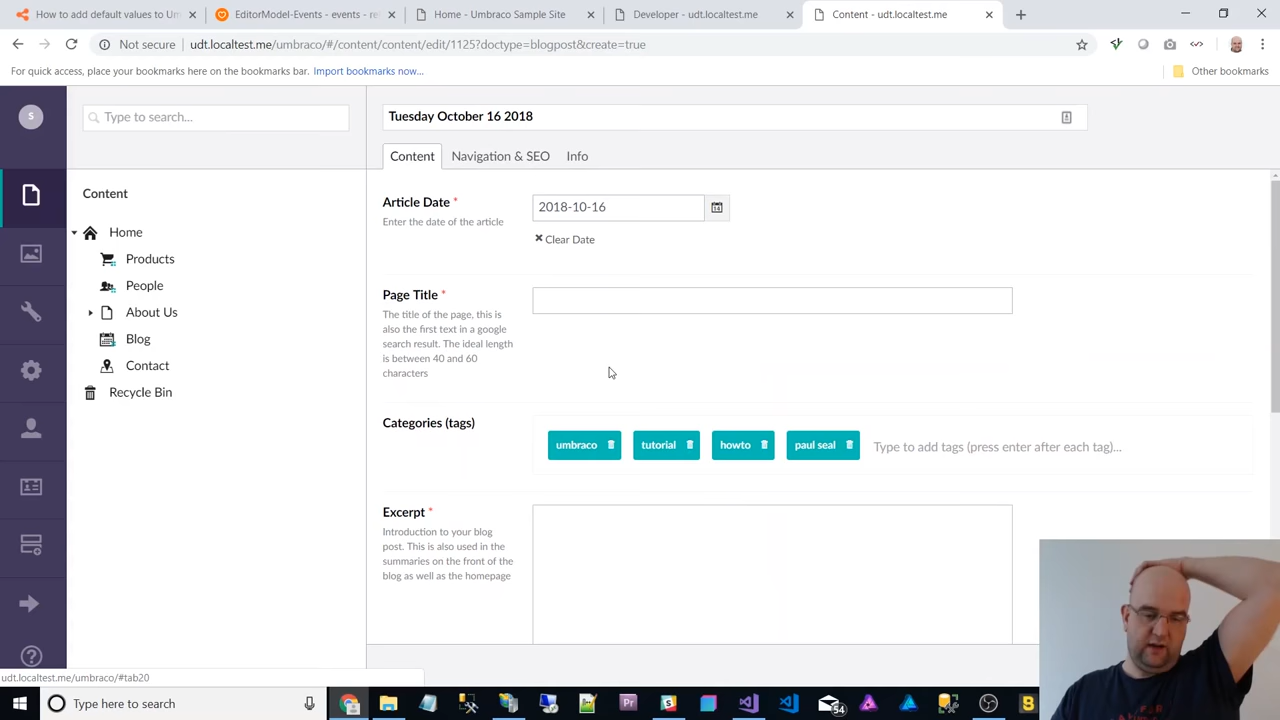 How to add default values to Um
EditorModel-Events - events - re
Home - Umbraco Sample Site
Developer - udt.localtest.me
Content - udt.localtest.me
Not secure
udt.localtest.me/umbraco/#/content/content/edit/1125?doctype=blogpost&create=true
For quick access, place your bookmarks here on the bookmarks bar. Import bookmarks now...
Other bookmarks
S
Type to search...
Tuesday October 16 2018
Content
Navigation & SEO
Info
Content
Home
Products
People
About Us
Blog
Contact
Recycle Bin
Article Date *
Enter the date of the article
2018-10-16
Clear Date
Page Title *
The title of the page, this is
also the first text in a google
search result. The ideal length
is between 40 and 60
characters
Categories (tags)
umbraco
tutorial
howto
paul seal
Type to add tags (press enter after each tag)...
Excerpt *
Introduction to your blog
post. This is also used in the
summaries on the front of the
blog as well as the homepage
udt.localtest.me/umbraco/#tab20
Type here to search
Pr
54
B